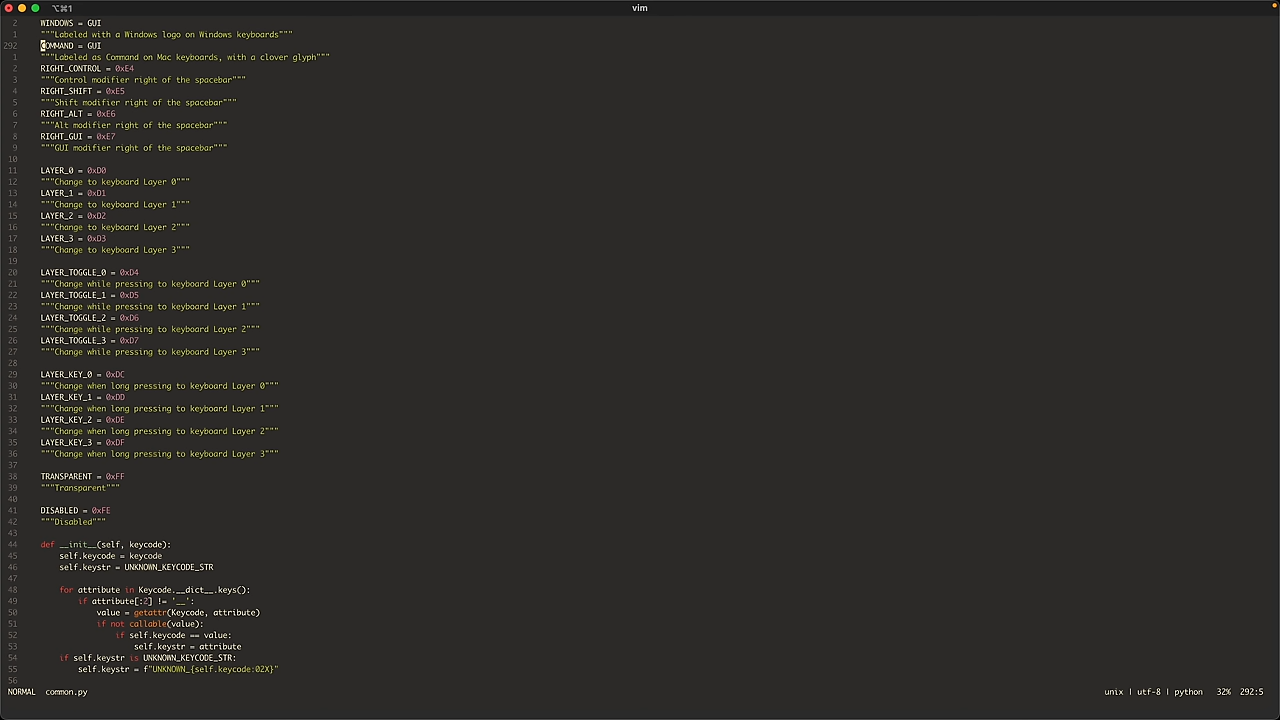 ⌥⌘1 vim
2 WINDOWS = GUI
1 """Labeled with a Windows logo on Windows keyboards"""
292 COMMAND = GUI
1 """Labeled as Command on Mac keyboards, with a clover glyph"""
2 RIGHT_CONTROL = 0xE4
3 """Control modifier right of the spacebar"""
4 RIGHT_SHIFT = 0xE5
5 """Shift modifier right of the spacebar"""
6 RIGHT_ALT = 0xE6
7 """Alt modifier right of the spacebar"""
8 RIGHT_GUI = 0xE7
9 """GUI modifier right of the spacebar"""
10
11 LAYER_0 = 0xD0
12 """Change to keyboard Layer 0"""
13 LAYER_1 = 0xD1
14 """Change to keyboard Layer 1"""
15 LAYER_2 = 0xD2
16 """Change to keyboard Layer 2"""
17 LAYER_3 = 0xD3
18 """Change to keyboard Layer 3"""
19
20 LAYER_TOGGLE_0 = 0xD4
21 """Change while pressing to keyboard Layer 0"""
22 LAYER_TOGGLE_1 = 0xD5
23 """Change while pressing to keyboard Layer 1"""
24 LAYER_TOGGLE_2 = 0xD6
25 """Change while pressing to keyboard Layer 2"""
26 LAYER_TOGGLE_3 = 0xD7
27 """Change while pressing to keyboard Layer 3"""
28
29 LAYER_KEY_0 = 0xDC
30 """Change when long pressing to keyboard Layer 0"""
31 LAYER_KEY_1 = 0xDD
32 """Change when long pressing to keyboard Layer 1"""
33 LAYER_KEY_2 = 0xDE
34 """Change when long pressing to keyboard Layer 2"""
35 LAYER_KEY_3 = 0xDF
36 """Change when long pressing to keyboard Layer 3"""
37
38 TRANSPARENT = 0xFF
39 """Transparent"""
40
41 DISABLED = 0xFE
42 """Disabled"""
43
44 def __init__(self, keycode):
45 self.keycode = keycode
46 self.keystr = UNKNOWN_KEYCODE_STR
47
48 for attribute in Keycode.__dict__.keys():
49 if attribute[:2] != '__':
50 value = getattr(Keycode, attribute)
51 if not callable(value):
52 if self.keycode == value:
53 self.keystr = attribute
54 if self.keystr is UNKNOWN_KEYCODE_STR:
55 self.keystr = f"UNKNOWN_{self.keycode:02X}"
56
NORMAL common.py unix | utf-8 | python 32% 292:5